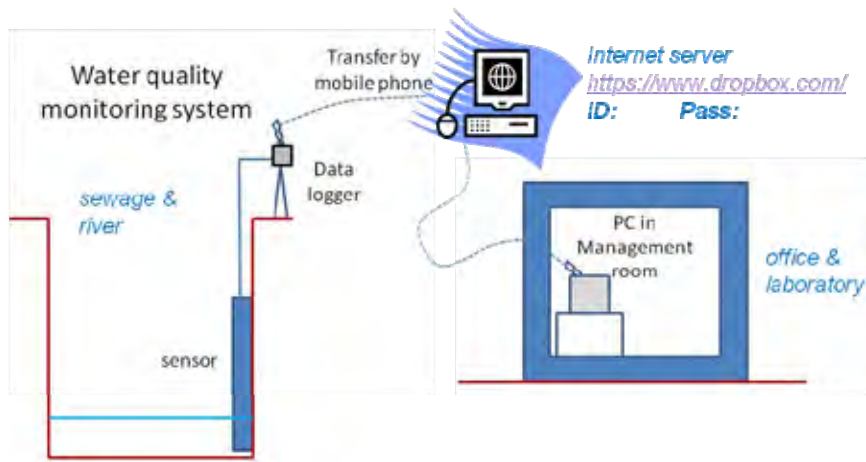 Water quality
monitoring system
Transfer by
mobile phone
Internet server
https://www.dropbox.com/
ID: Pass:
Data
logger
sewage &
river
sensor
PC in
Management
room
office &
laboratory